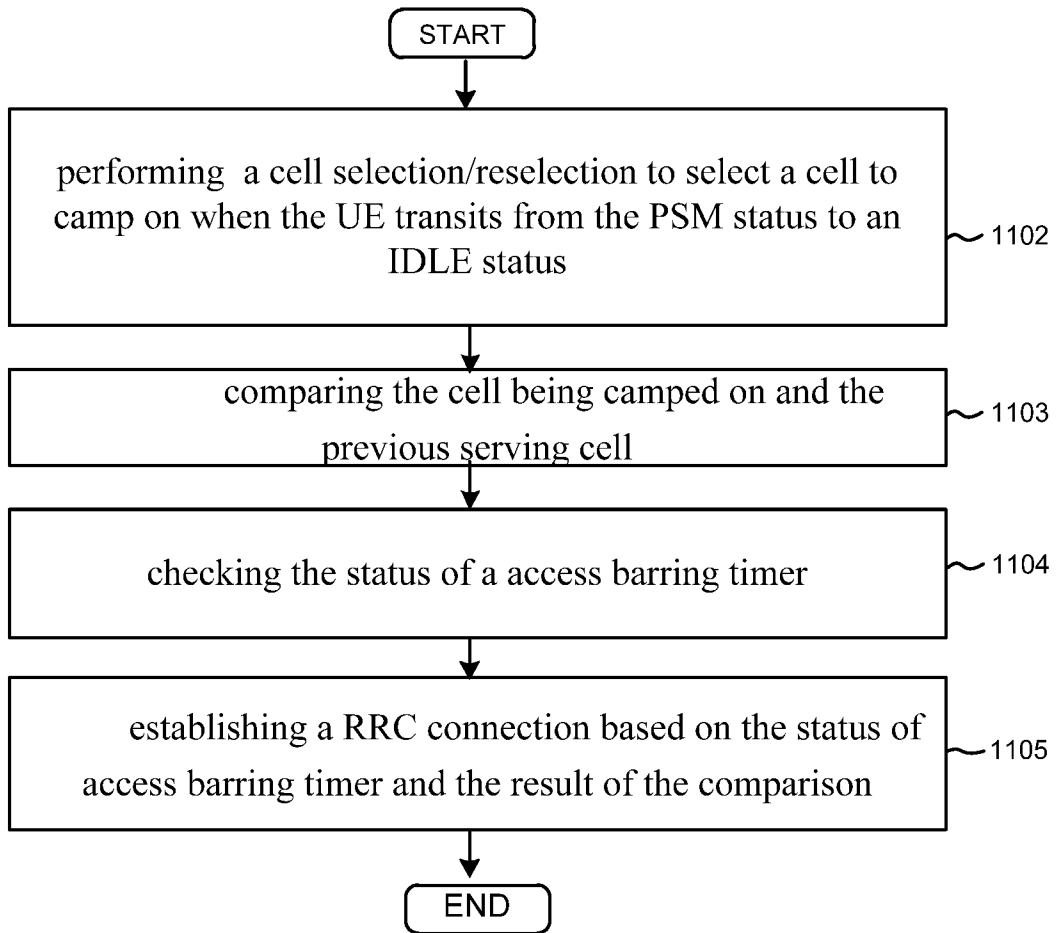 START
performing a cell selection/reselection to select a cell to
camp on when the UE transits from the PSM status to an
IDLE status
1102
comparing the cell being camped on and the
previous serving cell
1103
checking the status of a access barring timer
1104
establishing a RRC connection based on the status of
access barring timer and the result of the comparison
1105
END